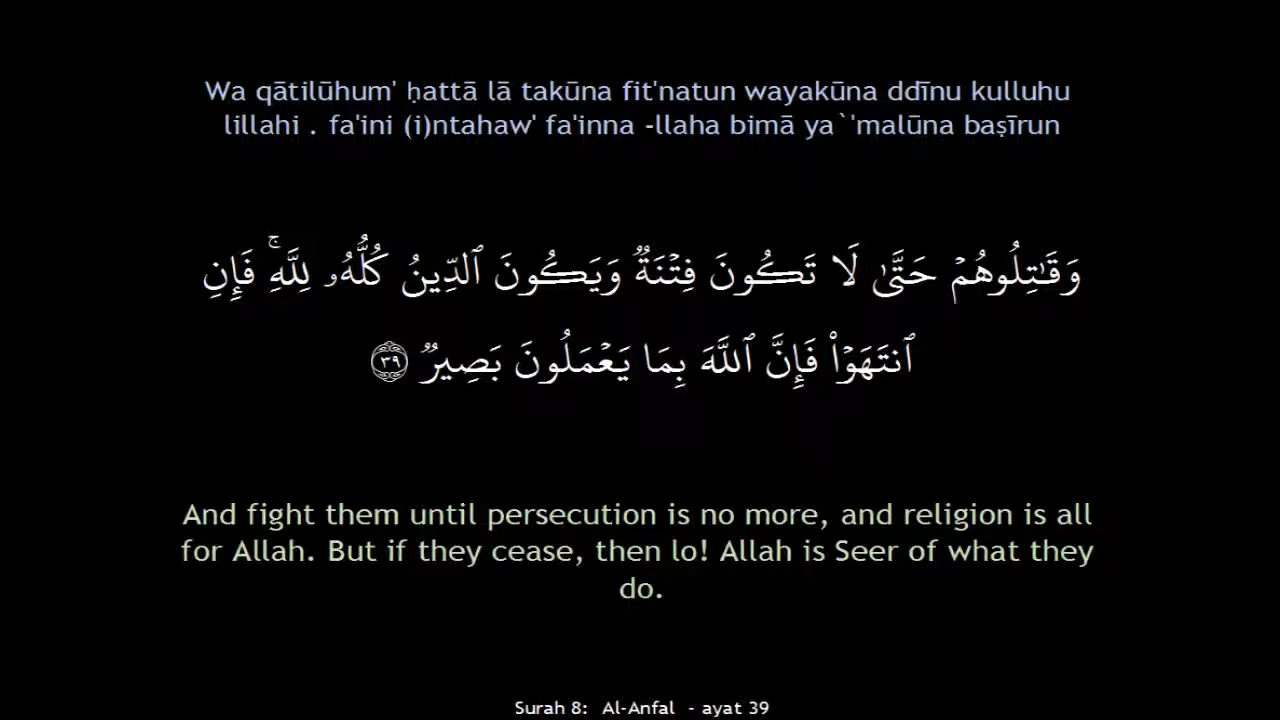 Wa qātilūhum' ḥattā lā takūna fit'natun wayakūna ddīnu kulluhu
lillahi . fa'ini (i)ntahaw' fa'inna -llaha bimā ya`'malūna baṣīrun
وَقَٰتِلُوهُمْ حَتَّىٰ لَا تَكُونَ فِتْنَةٌ وَيَكُونَ ٱلدِّينُ كُلُّهُۥ لِلَّهِ ۚ فَإِنِ
ٱنتَهَوْا۟ فَإِنَّ ٱللَّهَ بِمَا يَعْمَلُونَ بَصِيرٌ ٣٩
And fight them until persecution is no more, and religion is all
for Allah. But if they cease, then lo! Allah is Seer of what they
do.
Surah 8: Al-Anfal - ayat 39